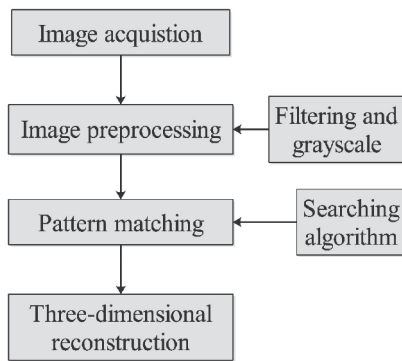 Image acquistion
Image preprocessing
Filtering and
grayscale
Pattern matching
Searching
algorithm
Three-dimensional
reconstruction